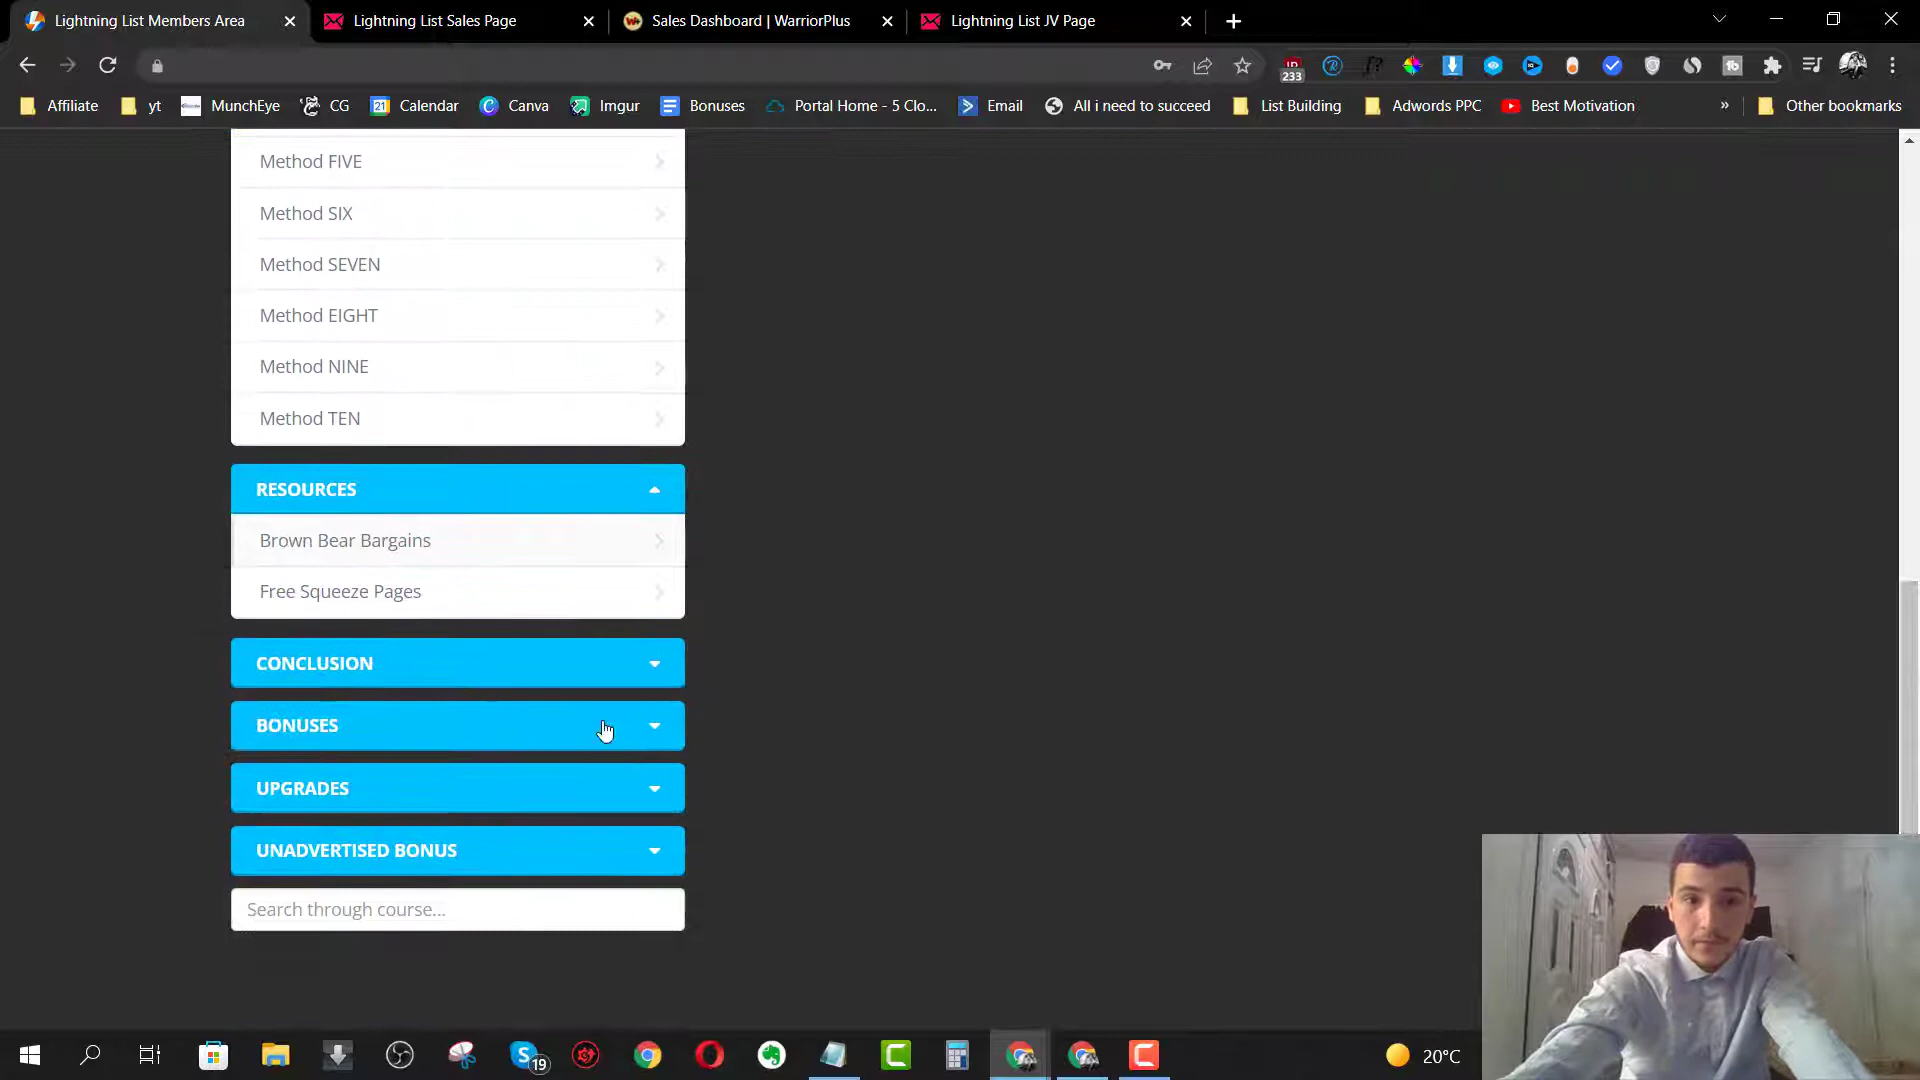 Lightning List Members Area
Lightning List Sales Page
Sales Dashboard | WarriorPlus
Lightning List JV Page
233
Affiliate
yt
MunchEye
CG
21
Calendar
Canva
Imgur
Bonuses
Portal Home - 5 Clo...
Email
All i need to succeed
List Building
Adwords PPC
Best Motivation
»
Other bookmarks
Method FIVE
Method SIX
Method SEVEN
Method EIGHT
Method NINE
Method TEN
RESOURCES
Brown Bear Bargains
Free Squeeze Pages
CONCLUSION
BONUSES
UPGRADES
UNADVERTISED BONUS
Search through course...
19
20°C